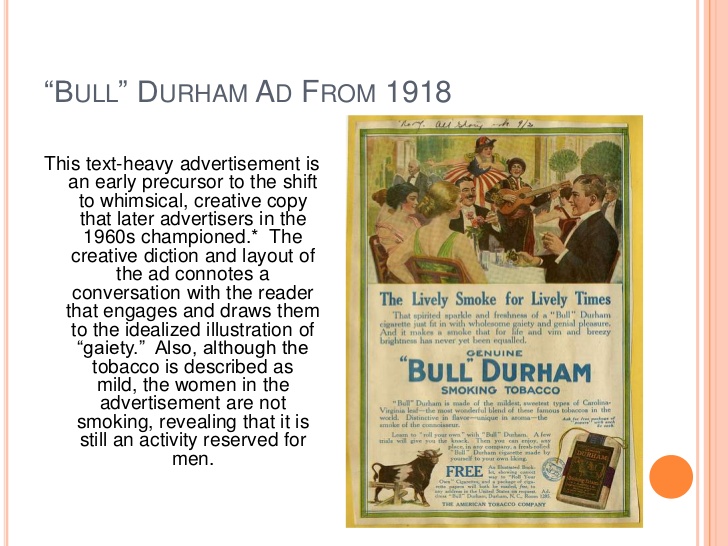 “Bull” Durham Ad From 1918
This text-heavy advertisement is
an early precursor to the shift
to whimsical, creative copy
that later advertisers in the
1960s championed.* The
creative diction and layout of
the ad connotes a
conversation with the reader
that engages and draws them
to the idealized illustration of
“gaiety.” Also, although the
tobacco is described as
mild, the women in the
advertisement are not
smoking, revealing that it is
still an activity reserved for
men.
The Lively Smoke for Lively Times
That spirited sparkle and freshness of a "Bull" Durham
cigarette just fit in with wholesome gaiety and genial pleasure.
And it makes a smoke that for life and vim and breezy
brightness has never yet been equalled.
GENUINE
"BULL" DURHAM
SMOKING TOBACCO
"Bull" Durham is made of the mildest, sweetest types of Carolina-
Virginia leaf—the most wonderful blend of these famous tobaccos in the
world. Distinctive in flavor—unique in aroma—the
smoke of the connoisseur.
Ask for free package of
"papers" with each
5c sack.
Learn to "roll your own" with "Bull" Durham. A few
trials will give you the knack. Then you can enjoy, any
place, in company or alone, a fresh-rolled
"Bull" Durham cigarette made by
yourself to your own liking.
FREE
An Illustrated Book-
let, showing correct
way to "Roll Your
Own" Cigarettes, and a package of ciga-
rette papers will both be mailed, free, to
any address in the United States on request. Ad-
dress "Bull" Durham, Durham, N.C., Room
THE AMERICAN TOBACCO COMPANY
DURHAM